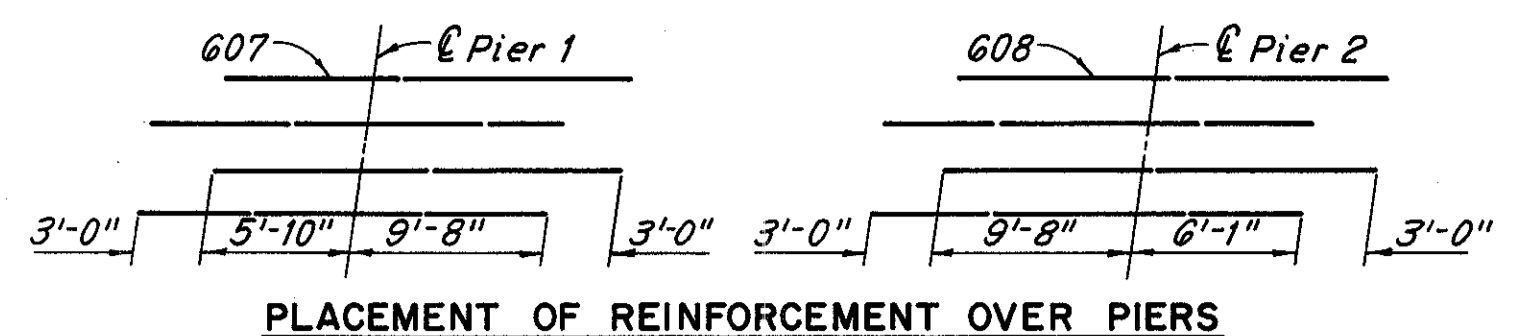 607 ℄ Pier 1 608 ℄ Pier 2
3'-0" 5'-10" 9'-8" 3'-0" 3'-0" 9'-8" 6'-1" 3'-0"
PLACEMENT OF REINFORCEMENT OVER PIERS